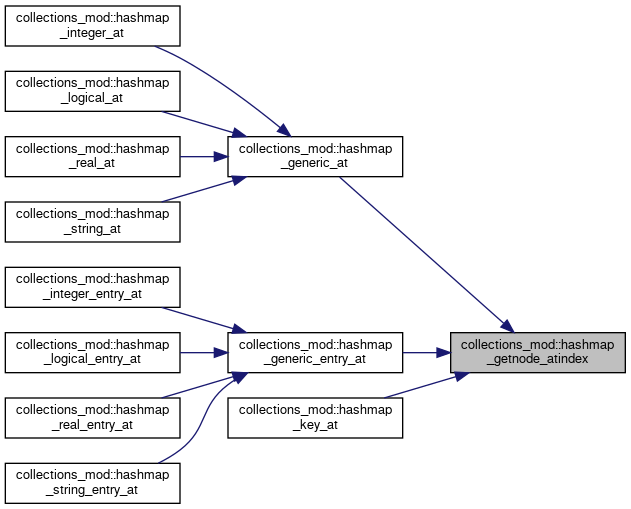 collections_mod::hashmap
_integer_at
collections_mod::hashmap
_logical_at
collections_mod::hashmap
_real_at
collections_mod::hashmap
_string_at
collections_mod::hashmap
_integer_entry_at
collections_mod::hashmap
_logical_entry_at
collections_mod::hashmap
_real_entry_at
collections_mod::hashmap
_string_entry_at
collections_mod::hashmap
_generic_at
collections_mod::hashmap
_generic_entry_at
collections_mod::hashmap
_key_at
collections_mod::hashmap
_getnode_atindex